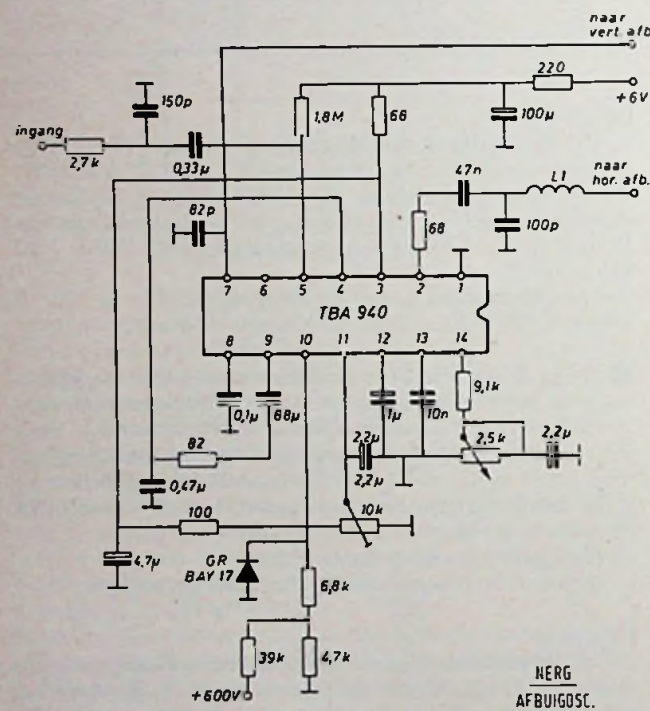 naar
vert. afb.
220
+6V
150p
1,8M
68
100µ
ingang
2,7k
0,33µ
47n
L1
naar
hor. afb.
82p
68
100p
7 6 5 4 3 2 1
TBA 940
8 9 10 11 12 13 14
9,1k
0,1µ
68µ
1µ
10n
2,2µ
2,2µ
2,5k
2,2µ
82
0,47µ
100
10k
4,7µ
GR
BAY 17
6,8k
39k
4,7k
+600V
NERG
AFBUIGOSC.